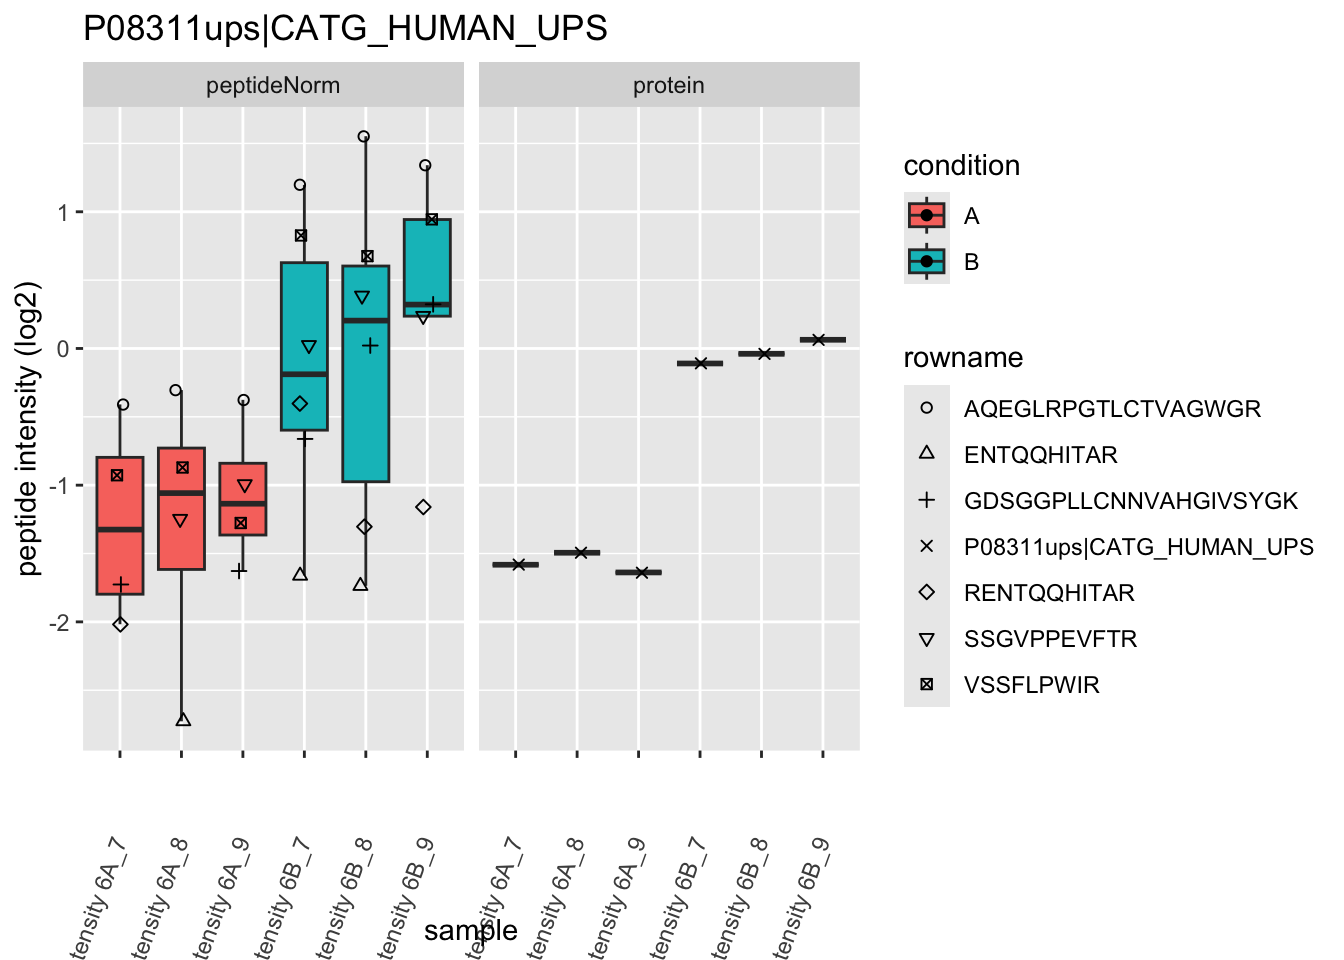 P08311ups|CATG_HUMAN_UPS
peptideNorm
protein
peptide intensity (log2)
1
0
-1
-2
tensity 6A_7
tensity 6A_8
tensity 6A_9
tensity 6B_7
tensity 6B_8
tensity 6B_9
tensity 6A_7
tensity 6A_8
tensity 6A_9
tensity 6B_7
tensity 6B_8
tensity 6B_9
sample
condition
A
B
rowname
AQEGLRPGTLCTVAGWGR
ENTQQHITAR
GDSGGPLLCNNVAHGIVSYGK
P08311ups|CATG_HUMAN_UPS
RENTQQHITAR
SSGVPPEVFTR
VSSFLPWIR